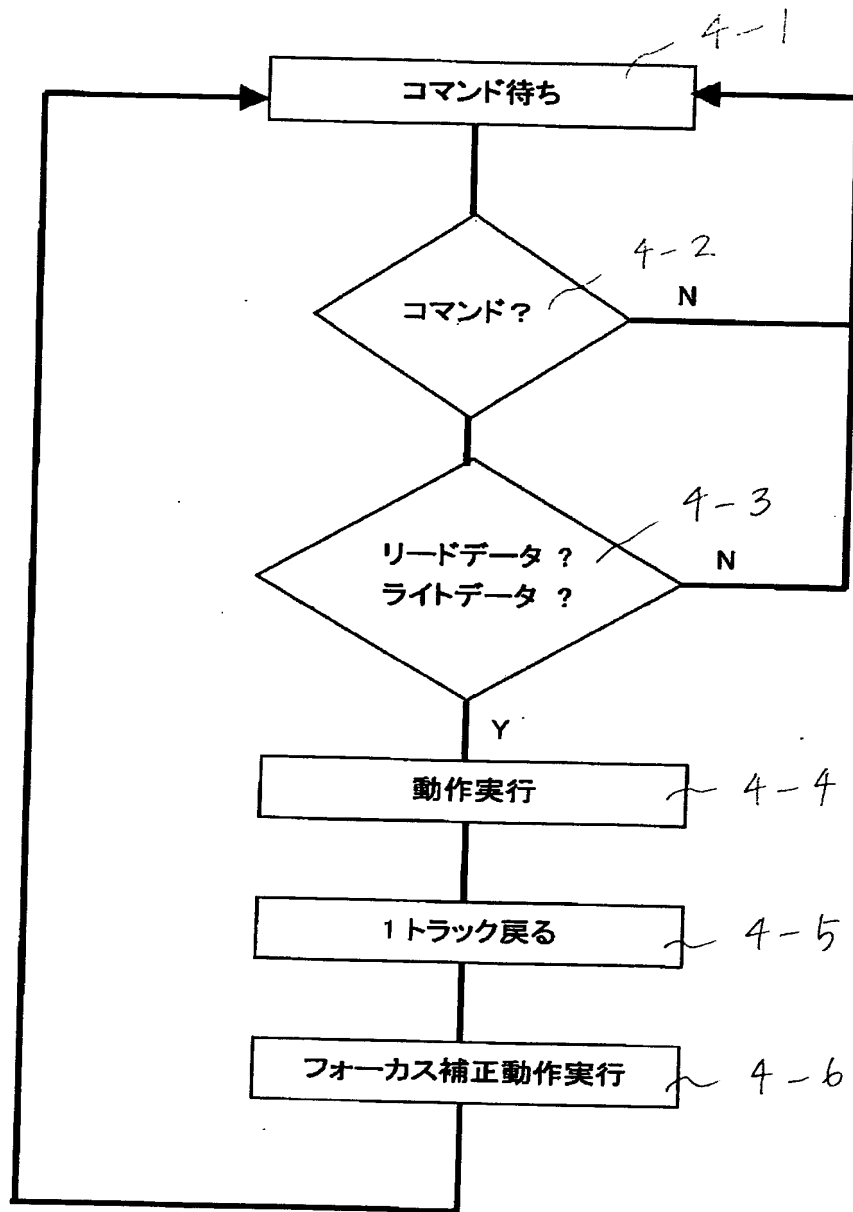 4-1
コマンド待ち
4-2
コマンド?
N
4-3
リードデータ ?
ライトデータ ?
N
Y
動作実行
4-4
1トラック戻る
4-5
フォーカス補正動作実行
4-6